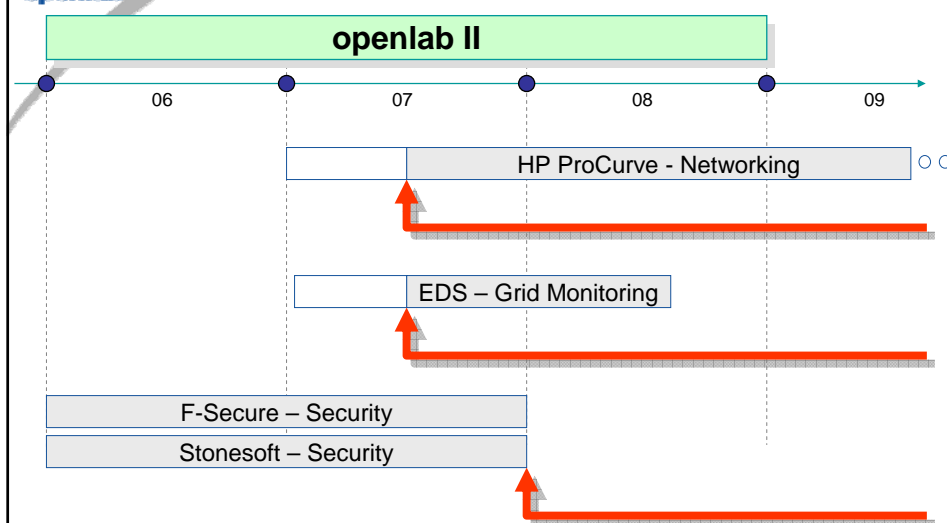 openlab II
06 07 08 09
HP ProCurve - Networking
EDS – Grid Monitoring
F-Secure – Security
Stonesoft – Security